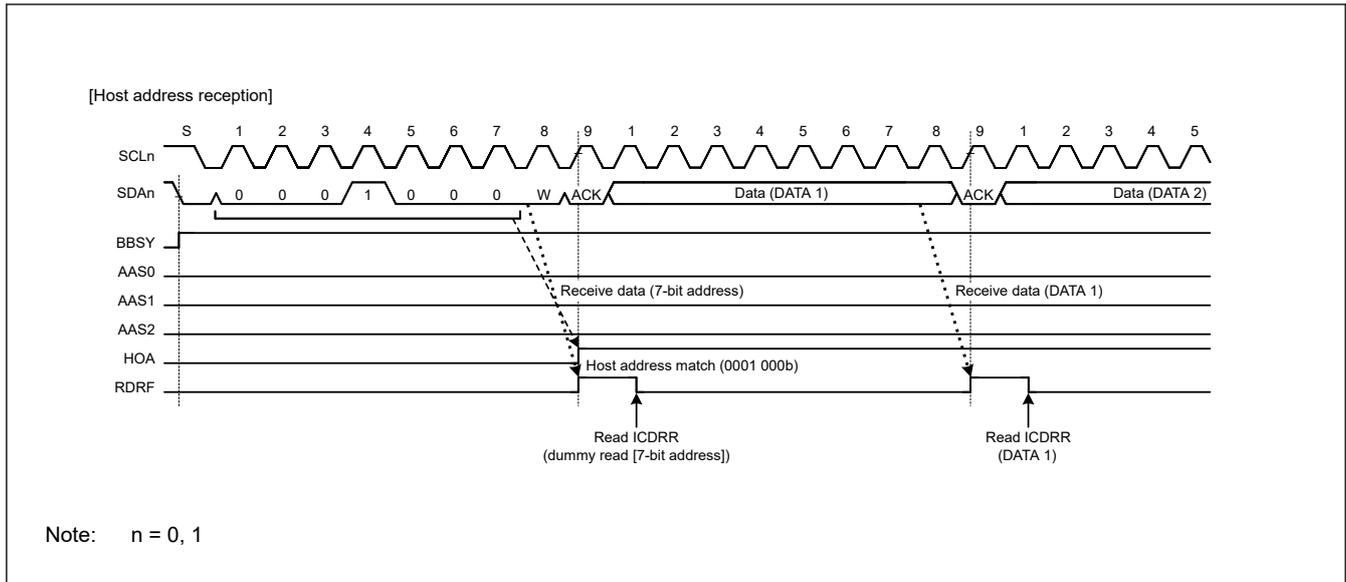 [Host address reception]
S 1 2 3 4 5 6 7 8 9 1 2 3 4 5 6 7 8 9 1 2 3 4 5
SCLn
SDAn 0 0 0 1 0 0 0 W ACK Data (DATA 1) ACK Data (DATA 2)
BBSY
AAS0
AAS1 Receive data (7-bit address) Receive data (DATA 1)
AAS2
HOA Host address match (0001 000b)
RDRF
Read ICDRR Read ICDRR
(dummy read [7-bit address]) (DATA 1)
Note: n = 0, 1